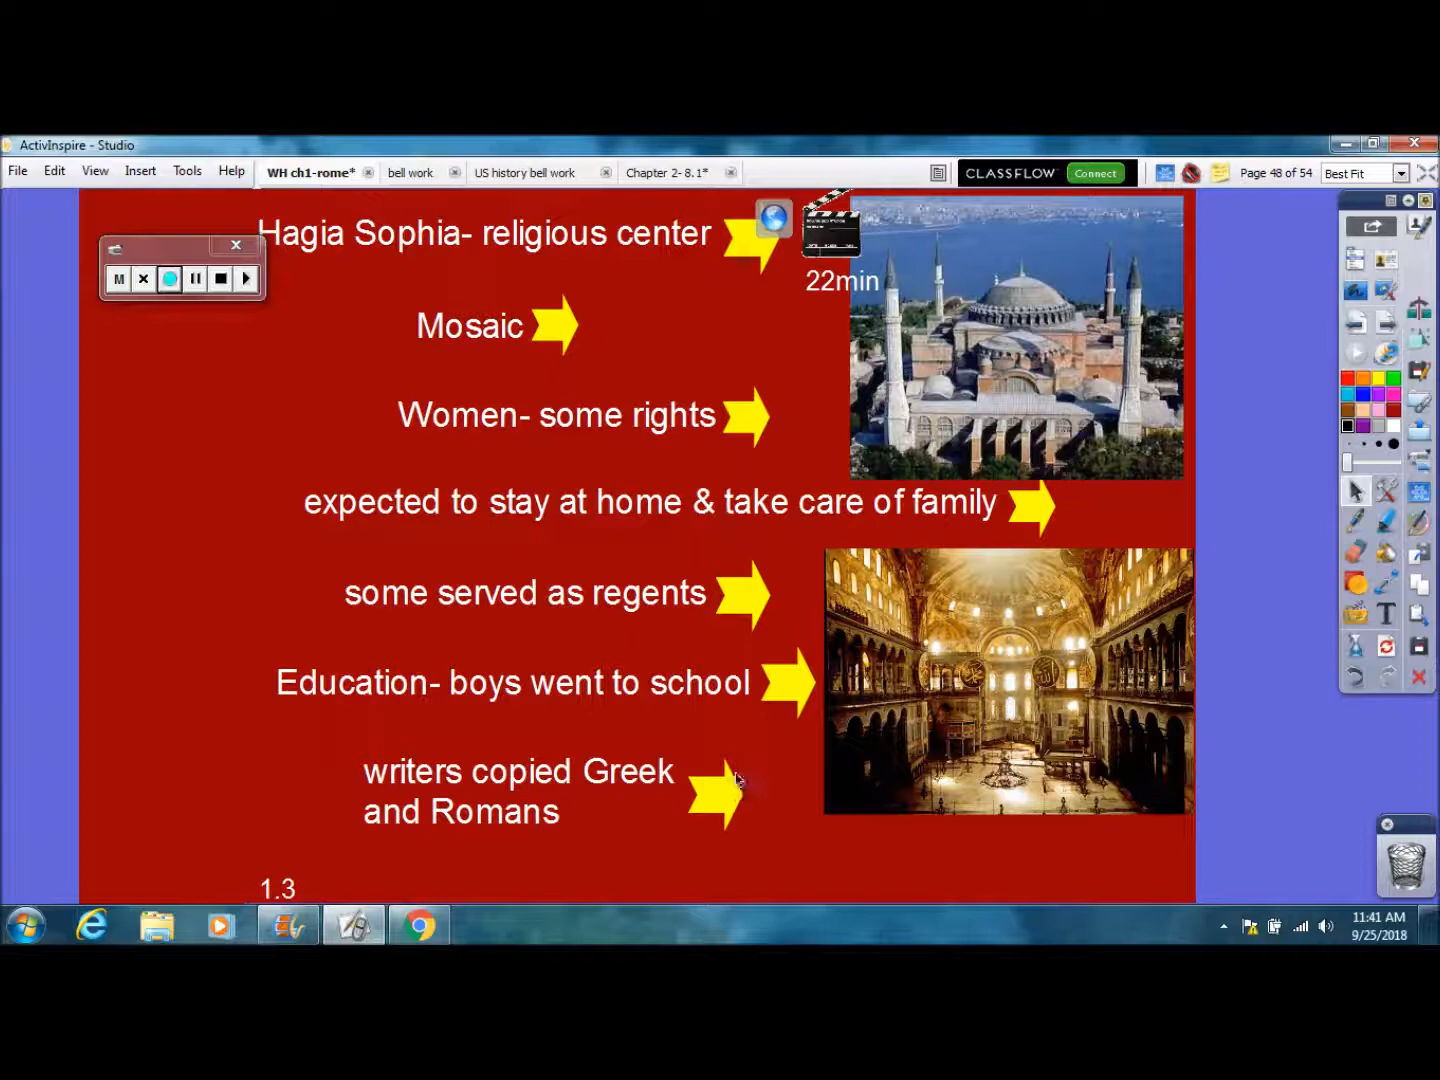 ActivInspire - Studio
File Edit View Insert Tools Help WH ch1-rome* bell work US history bell work Chapter 2- 8.1* CLASSFLOW Connect Page 48 of 54 Best Fit
Hagia Sophia- religious center
22min
M
Mosaic
Women- some rights
expected to stay at home & take care of family
some served as regents
Education- boys went to school
writers copied Greek
and Romans
1.3
11:41 AM
9/25/2018